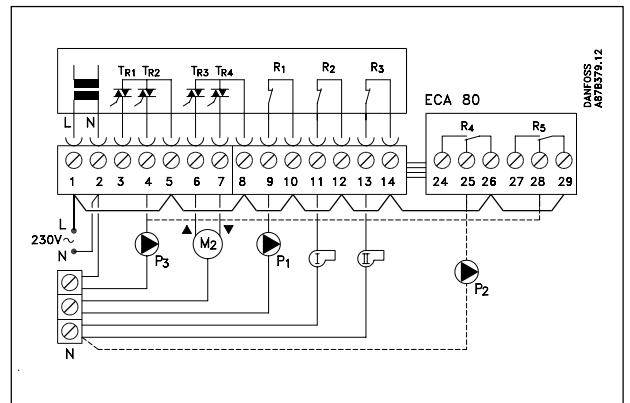 TR1 TR2 TR3 TR4 R1 R2 R3
L N
ECA 80
R4 R5
1 2 3 4 5 6 7 8 9 10 11 12 13 14
24 25 26 27 28 29
L
230V~
N
P3 M2 P1 I II P2
N
DANFOSS
A87B379.12